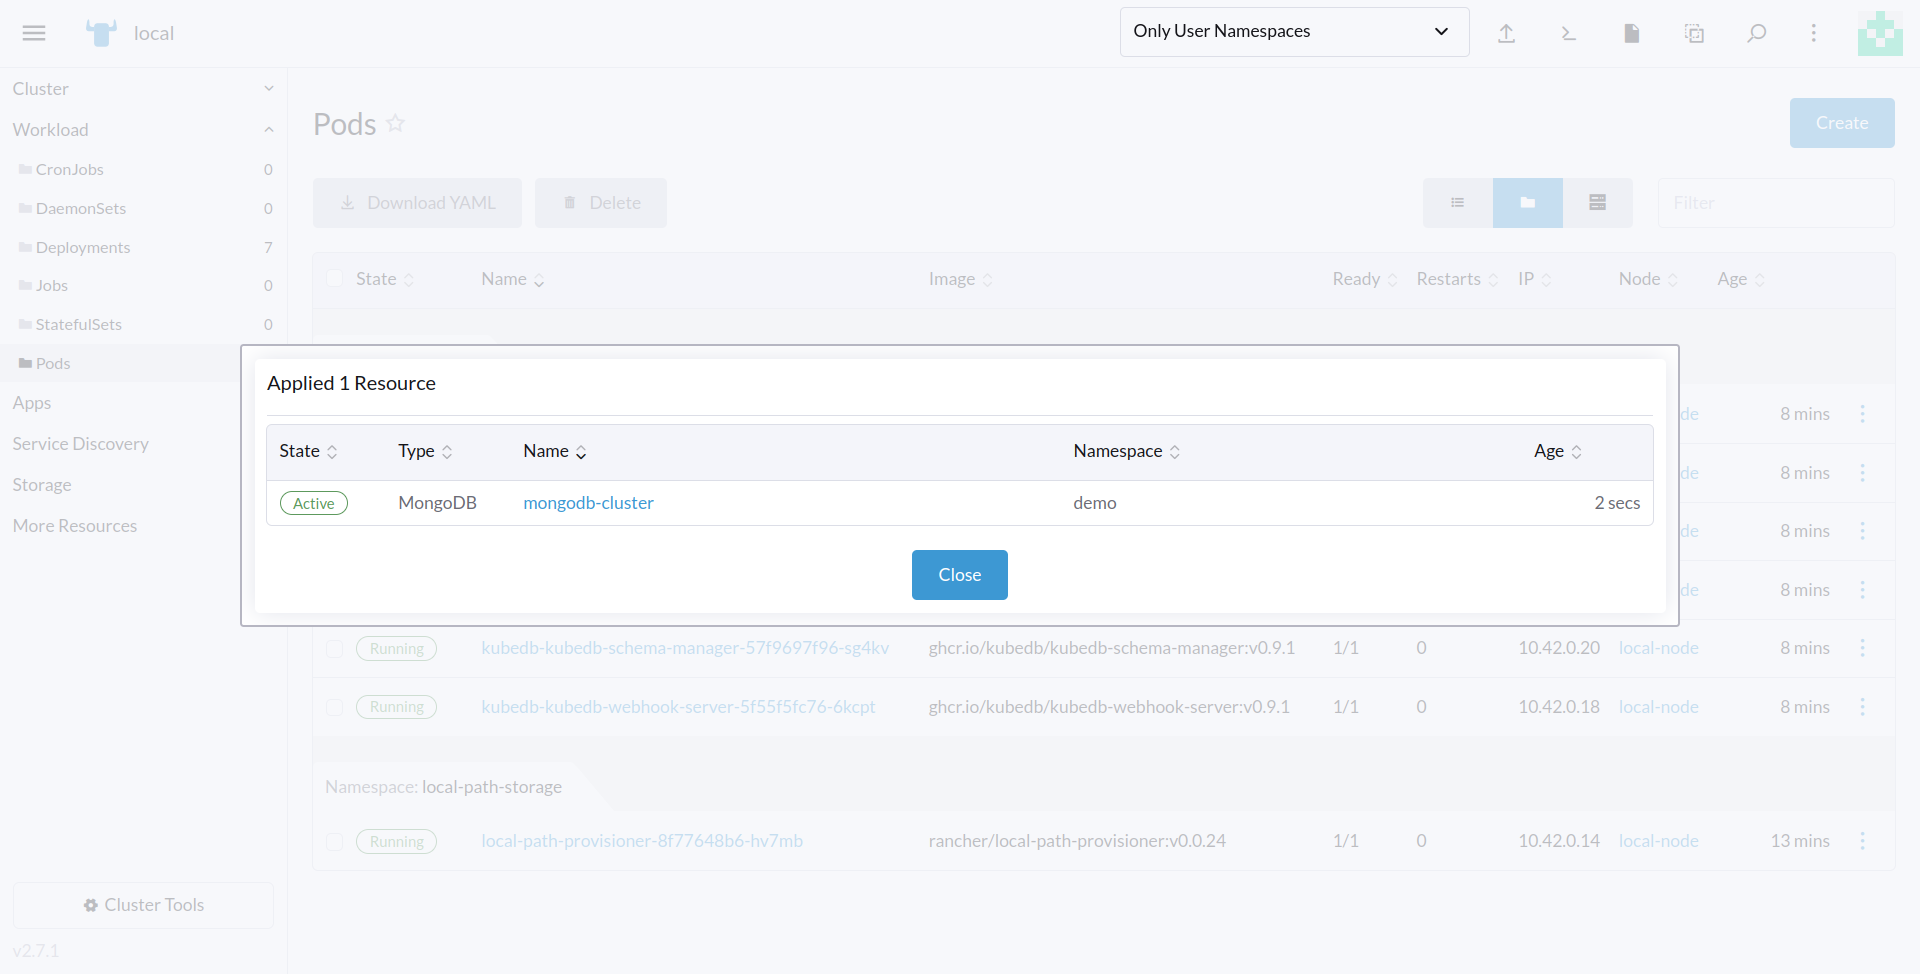 local
Only User Namespaces
Cluster
Workload
CronJobs 0
DaemonSets 0
Deployments 7
Jobs 0
StatefulSets 0
Pods
Apps
Service Discovery
Storage
More Resources
Cluster Tools
v2.7.1
Pods
Create
Download YAML Delete
Filter
State Name Image Ready Restarts IP Node Age
de 8 mins
de 8 mins
de 8 mins
de 8 mins
Applied 1 Resource
State Type Name Namespace Age
Active MongoDB mongodb-cluster demo 2 secs
Close
Running kubedb-kubedb-schema-manager-57f9697f96-sg4kv ghcr.io/kubedb/kubedb-schema-manager:v0.9.1 1/1 0 10.42.0.20 local-node 8 mins
Running kubedb-kubedb-webhook-server-5f55f5fc76-6kcpt ghcr.io/kubedb/kubedb-webhook-server:v0.9.1 1/1 0 10.42.0.18 local-node 8 mins
Namespace: local-path-storage
Running local-path-provisioner-8f77648b6-hv7mb rancher/local-path-provisioner:v0.0.24 1/1 0 10.42.0.14 local-node 13 mins